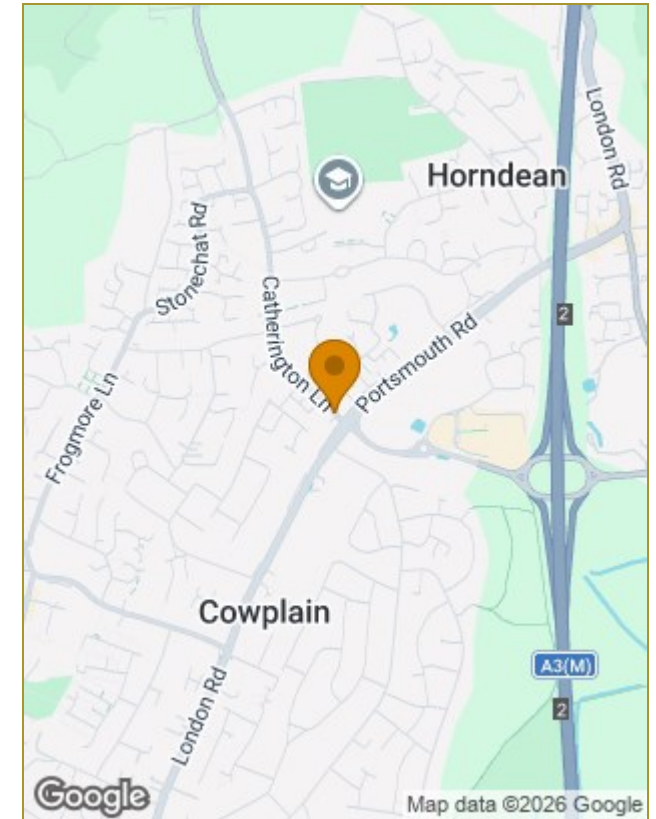 London Rd
Horndean
Stonechat Rd
2
Catherington Ln
Portsmouth Rd
Frogmore Ln
Cowplain
A3(M)
London Rd
2
Google
Map data ©2026 Google